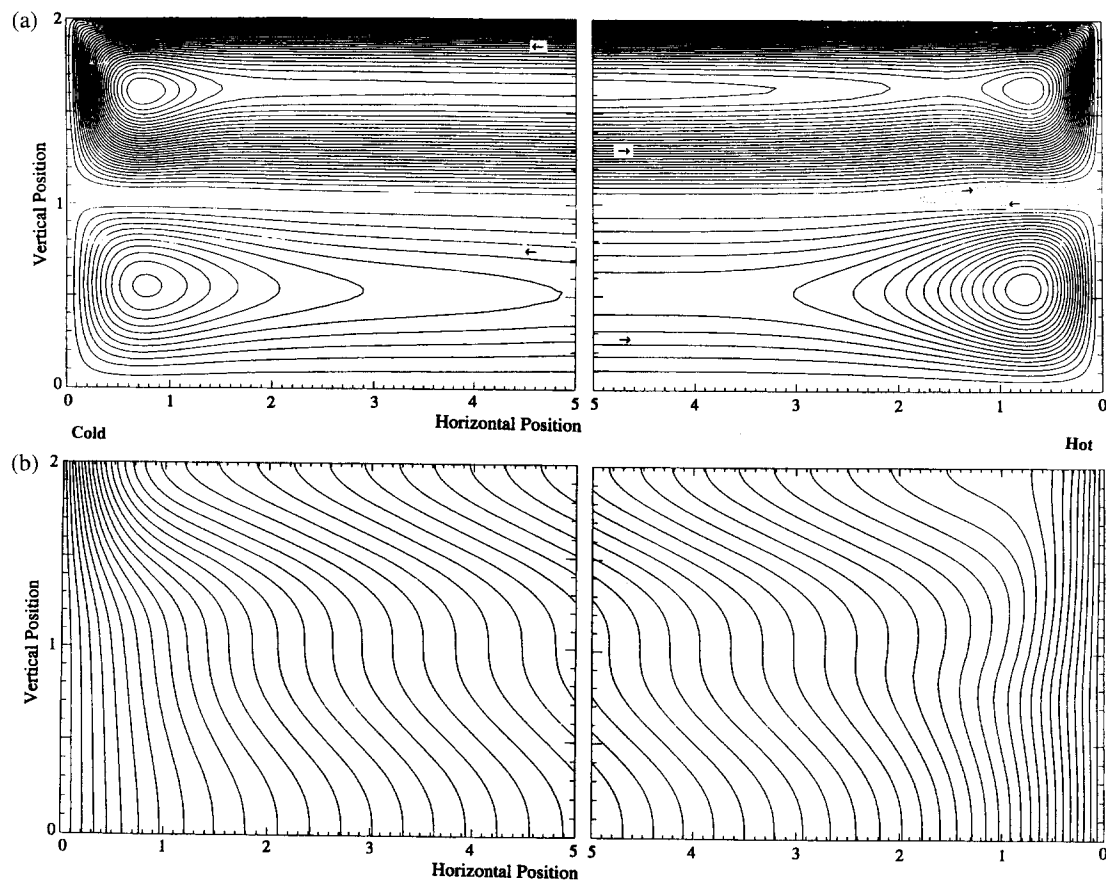 (a)
2
1
0
Vertical Position
← →
→ ←
← →
0 1 2 3 4 5
5 4 3 2 1 0
Horizontal Position
Cold
Hot
(b)
2
1
0
Vertical Position
0 1 2 3 4 5
5 4 3 2 1 0
Horizontal Position